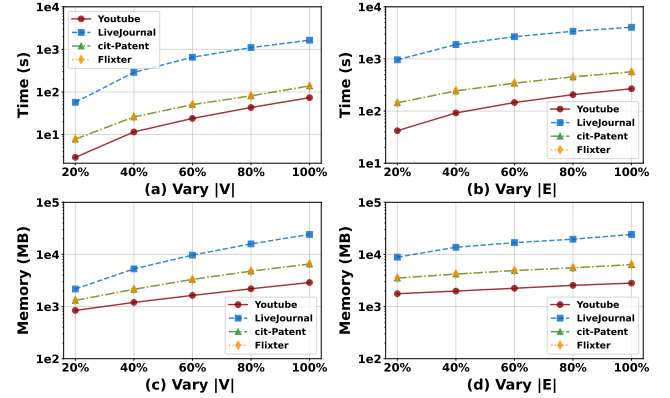 Time (s)
1e4
1e3
1e2
1e1
Youtube
LiveJournal
cit-Patent
Flixter
20% 40% 60% 80% 100%
(a) Vary |V|
Time (s)
1e4
1e3
1e2
1e1
Youtube
LiveJournal
cit-Patent
Flixter
20% 40% 60% 80% 100%
(b) Vary |E|
Memory (MB)
1e5
1e4
1e3
1e2
Youtube
LiveJournal
cit-Patent
Flixter
20% 40% 60% 80% 100%
(c) Vary |V|
Memory (MB)
1e5
1e4
1e3
1e2
Youtube
LiveJournal
cit-Patent
Flixter
20% 40% 60% 80% 100%
(d) Vary |E|